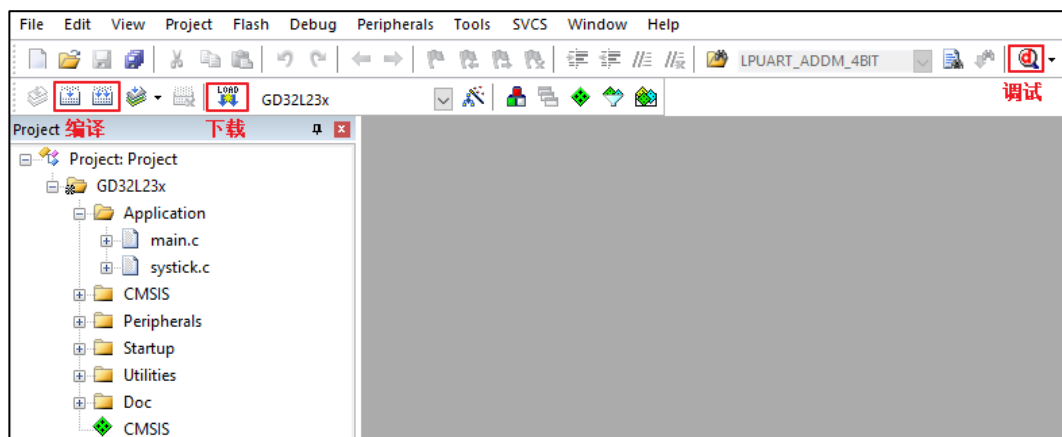 File Edit View Project Flash Debug Peripherals Tools SVCS Window Help
LPUART_ADDM_4BIT
LOAD
GD32L23x
调试
Project 编译 下载
Project: Project
GD32L23x
Application
main.c
systick.c
CMSIS
Peripherals
Startup
Utilities
Doc
CMSIS